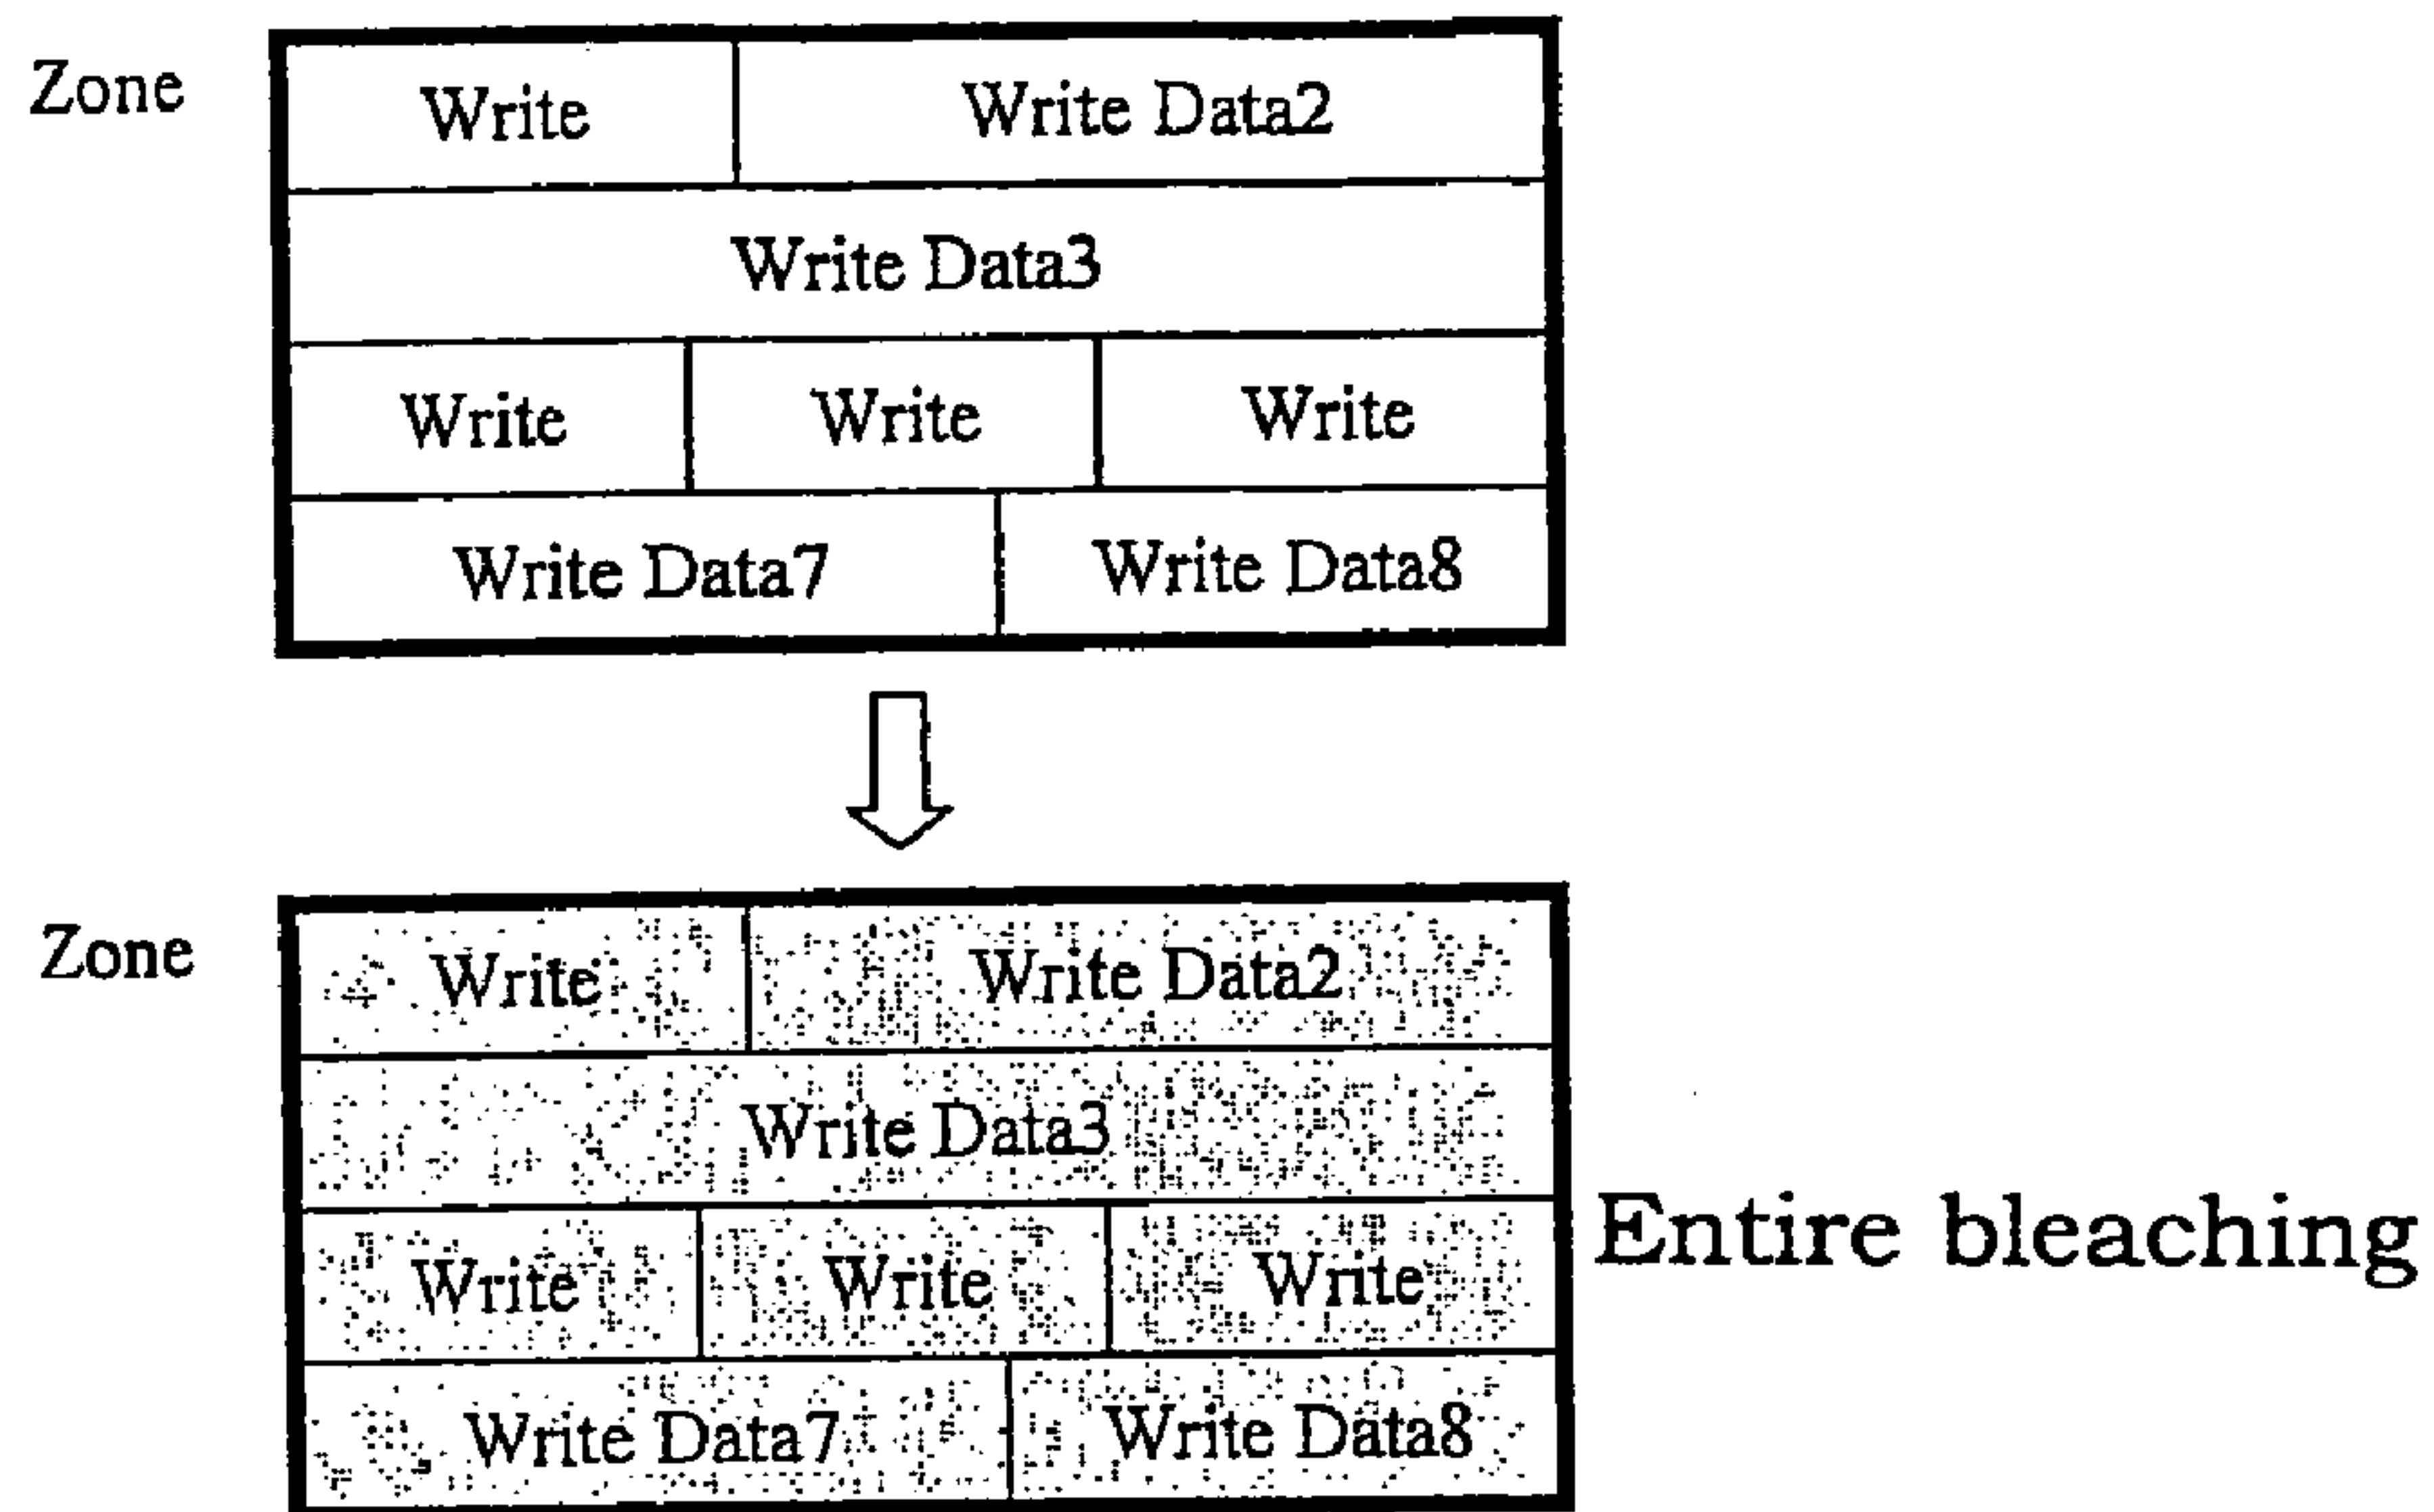 Zone Write Write Data2
Write Data3
Write Write Write
Write Data7 Write Data8
Zone Write Write Data2
Write Data3
Write Write Write Entire bleaching
Write Data7 Write Data8